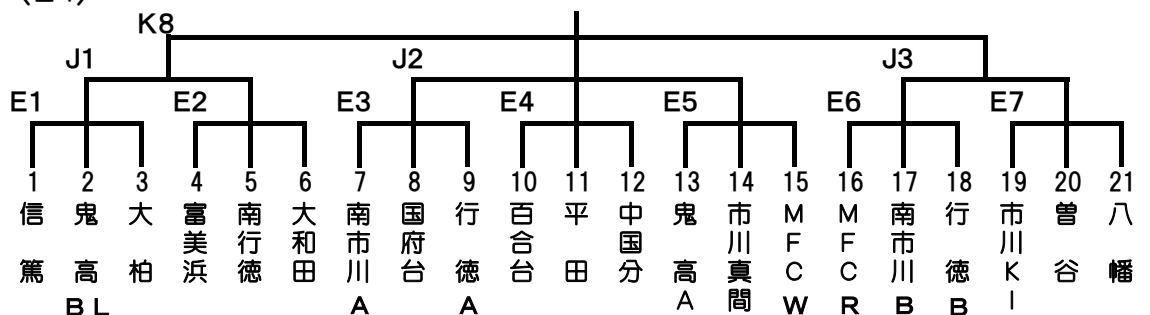 K8
J1 J2 J3
E1 E2 E3 E4 E5 E6 E7
1 2 3 4 5 6 7 8 9 10 11 12 13 14 15 16 17 18 19 20 21
信篤
鬼高BL
大柏
富美浜
南行徳
大和田
南市川A
国府台
行徳A
百合台
平田
中国分
鬼高A
市川真間
MFCW
MFCR
南市川B
行徳B
市川KI
曽谷
八幡